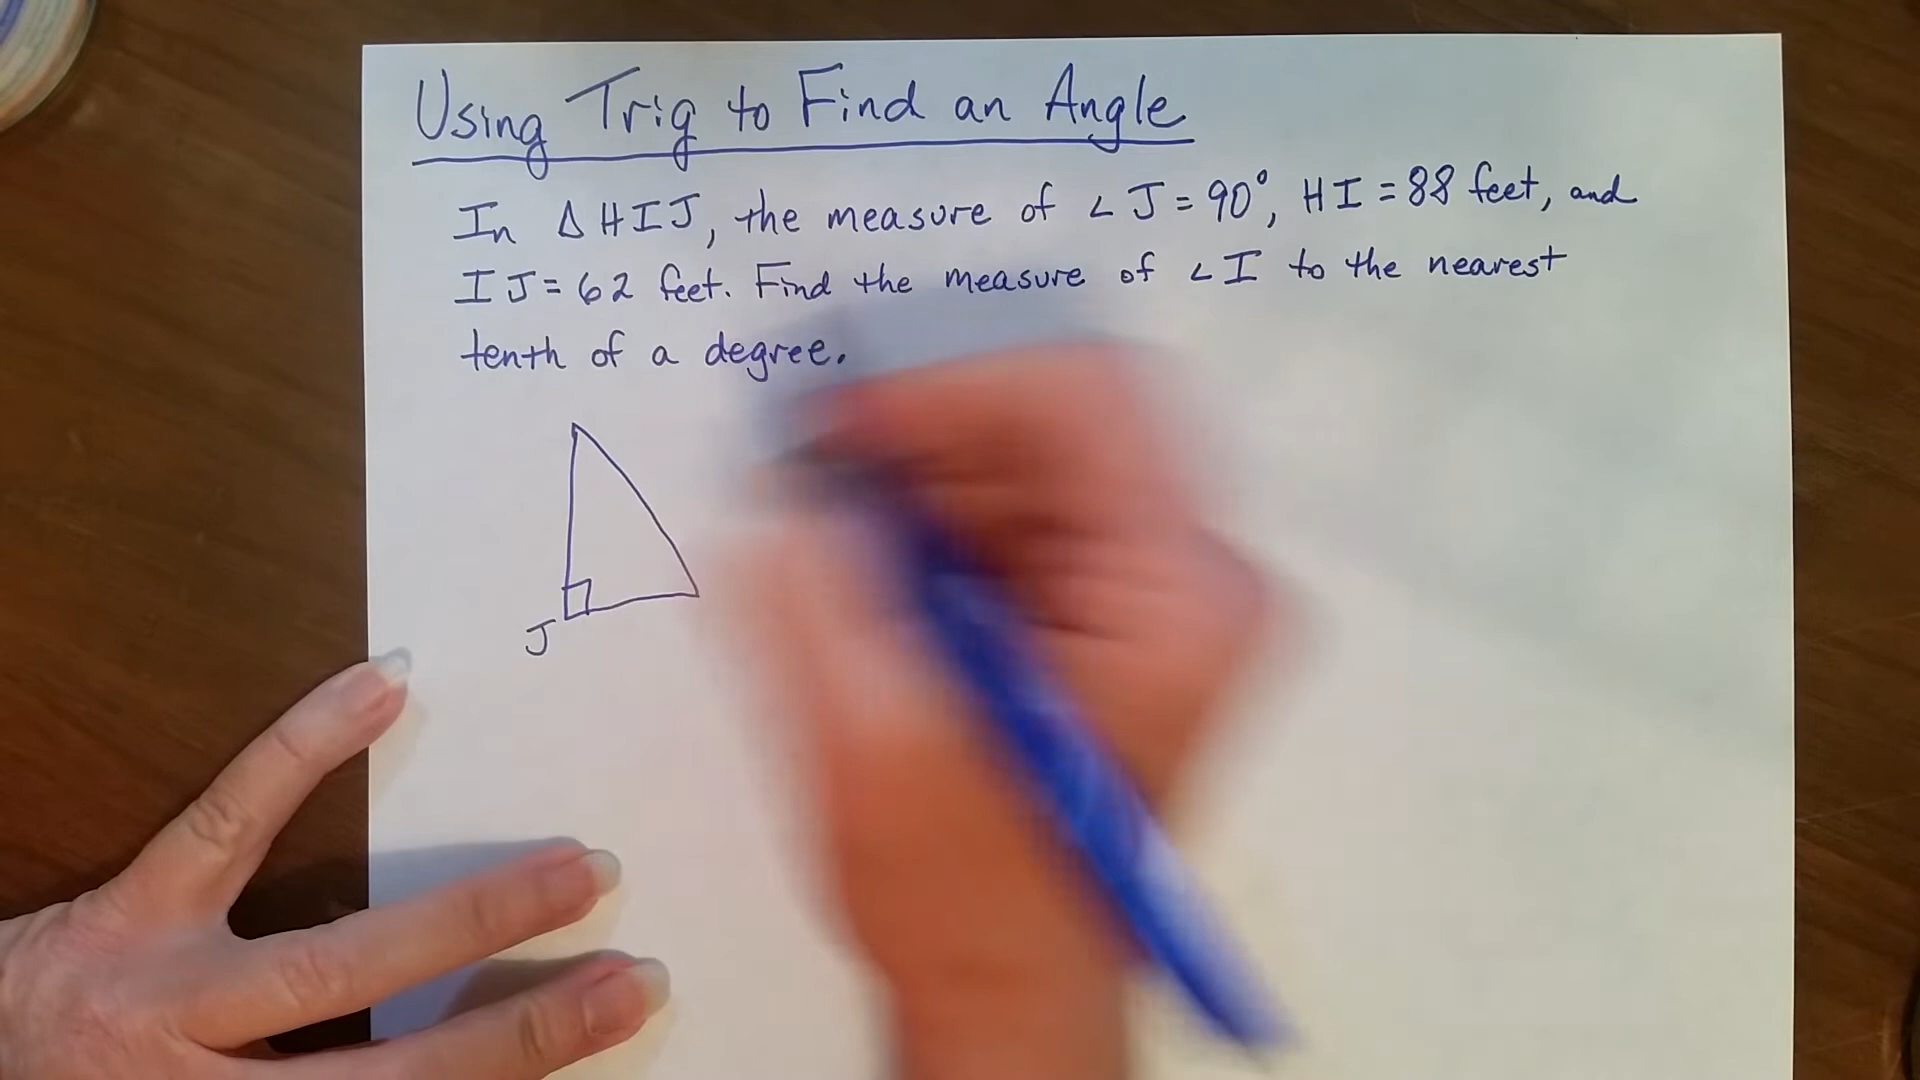 Using Trig to Find an Angle
In △HIJ, the measure of ∠J=90°, HI=88 feet, and
IJ=62 feet. Find the measure of ∠I to the nearest
tenth of a degree.
J